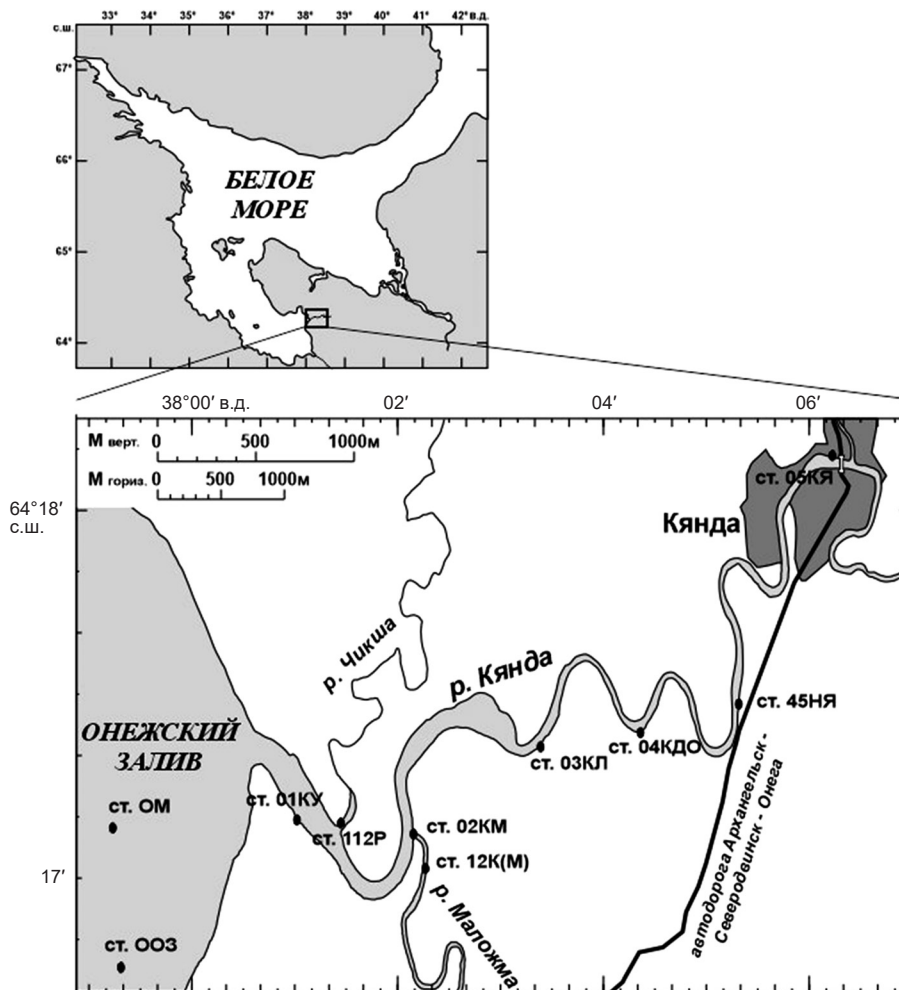 33° 34° 35° 36° 37° 38° 39° 40° 41° 42° в.д.
с.ш.
67°
66°
65°
64°
БЕЛОЕ
МОРЕ
38°00′ в.д. 02′ 04′ 06′
М верт. 0 500 1000м
М гориз. 0 500 1000м
64°18′
с.ш.
17′
ст. 05КЯ
Кянда
р. Чикша
р. Кянда
ОНЕЖСКИЙ
ЗАЛИВ
ст. 45НЯ
ст. 04КДО
ст. 03КЛ
ст. ОМ
ст. 01КУ
ст. 112Р
ст. 02КМ
ст. 12К(М)
р. Маложма
ст. ООЗ
автодорога Архангельск -
Северодвинск - Онега